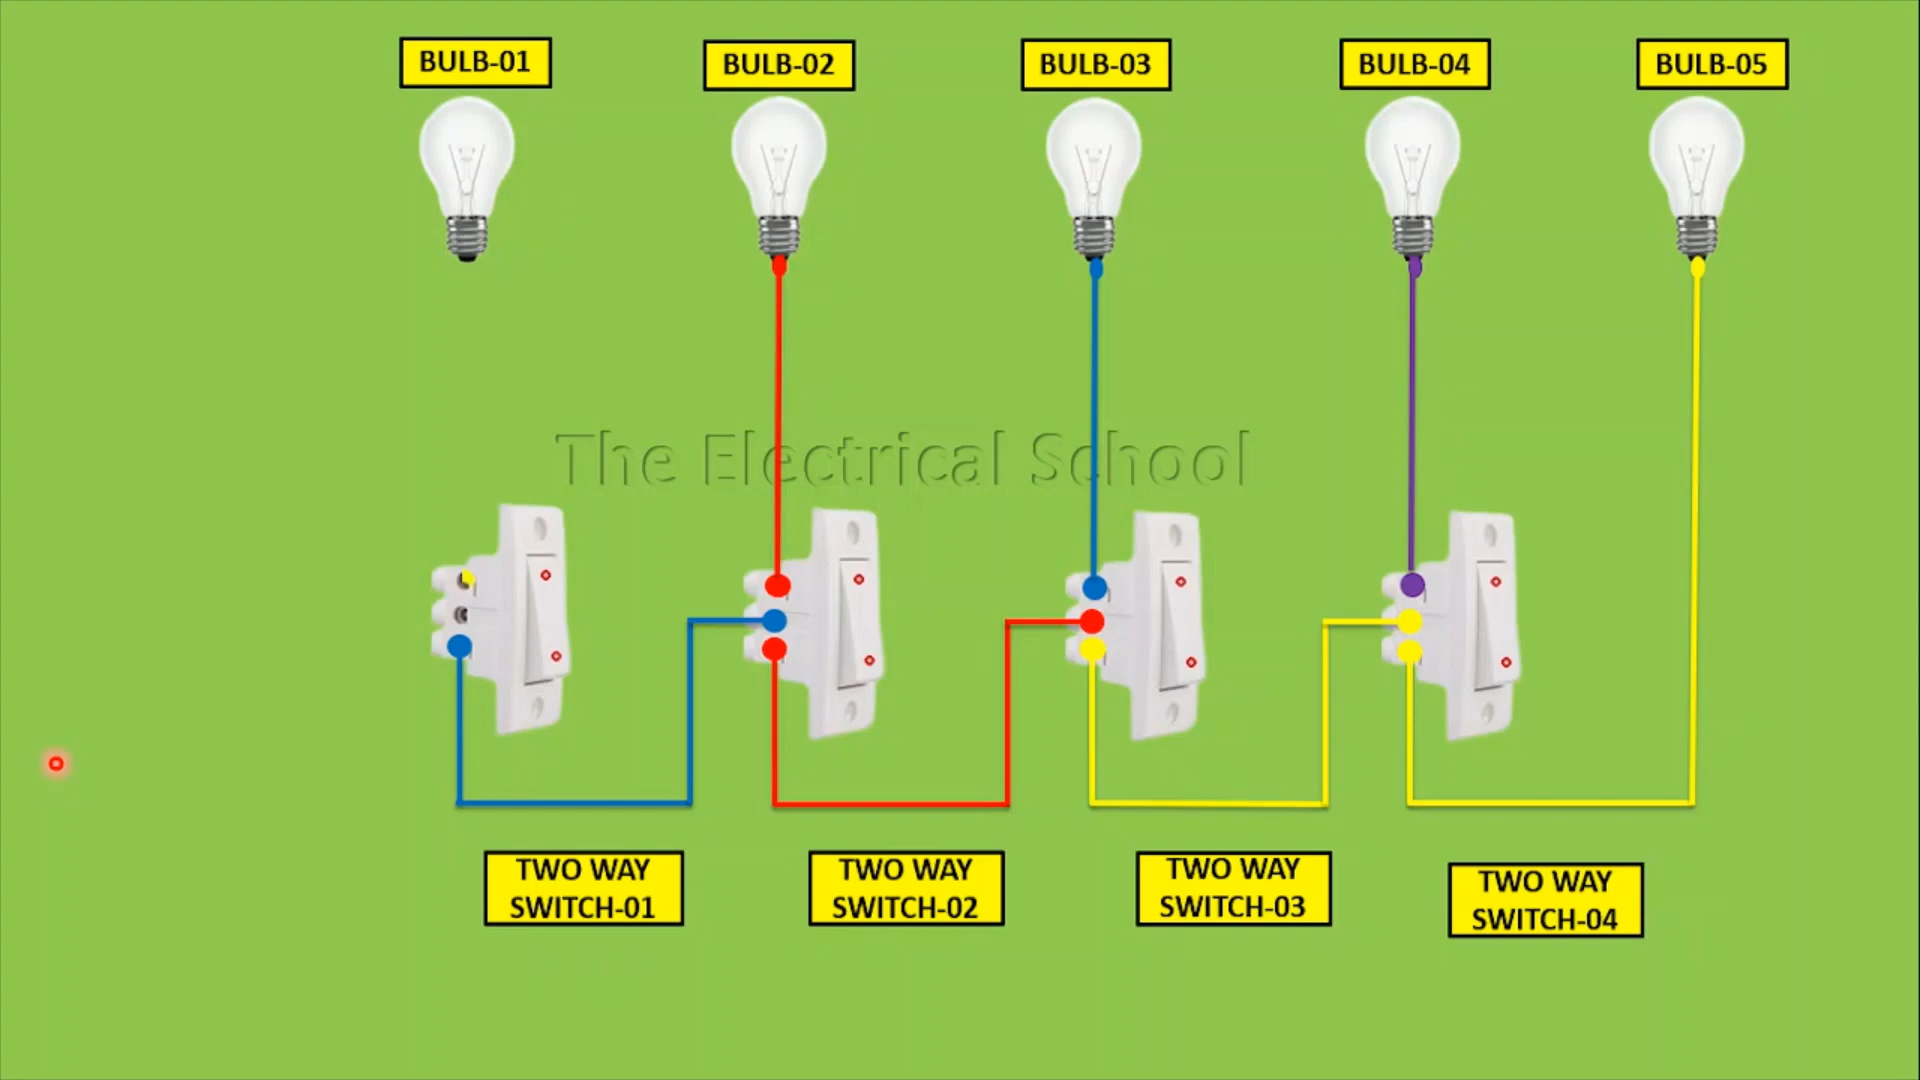 BULB-01
BULB-02
BULB-03
BULB-04
BULB-05
The Electrical School
TWO WAY
SWITCH-01
TWO WAY
SWITCH-02
TWO WAY
SWITCH-03
TWO WAY
SWITCH-04